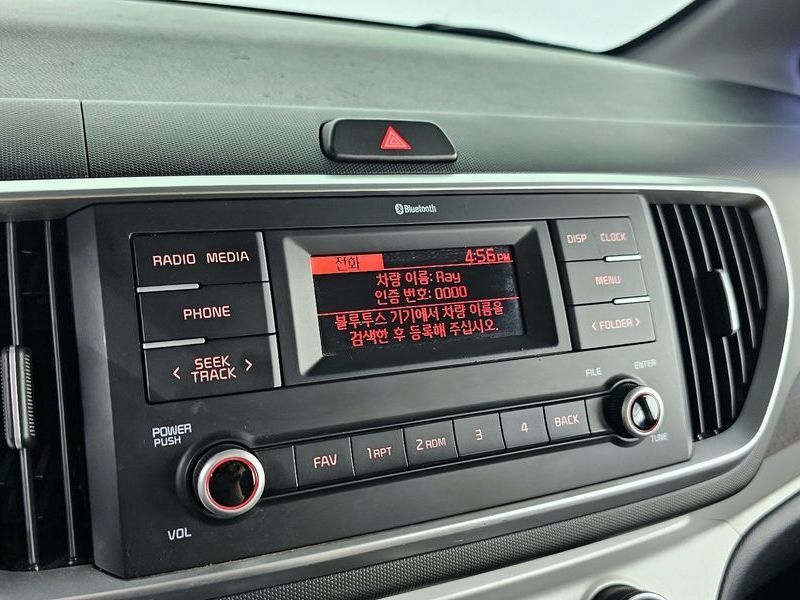 Bluetooth
RADIO MEDIA
PHONE
< SEEK >
TRACK
전화 4:56 PM
차량 이름: Ray
인증 번호: 0000
블루투스 기기에서 차량 이름을
검색한 후 등록해 주십시오.
DISP CLOCK
MENU
< FOLDER >
POWER
PUSH
VOL
FAV
1 RPT
2 RDM
3
4
BACK
FILE
ENTER
TUNE